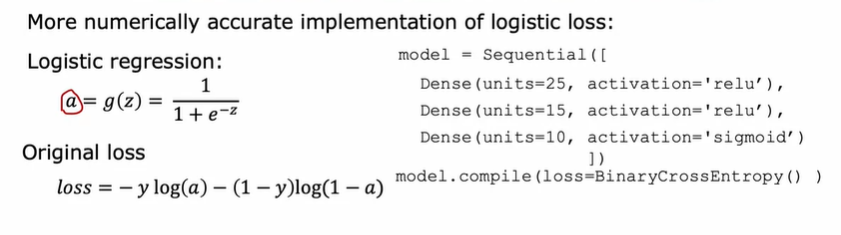 More numerically accurate implementation of logistic loss:
Logistic regression:
a = g(z) = 1 / (1 + e^-z)
Original loss
loss = − y log(a) − (1 − y)log(1 − a)
model = Sequential([
Dense(units=25, activation='relu’),
Dense(units=15, activation='relu’),
Dense(units=10, activation='sigmoid’)
])
model.compile(loss=BinaryCrossEntropy() )